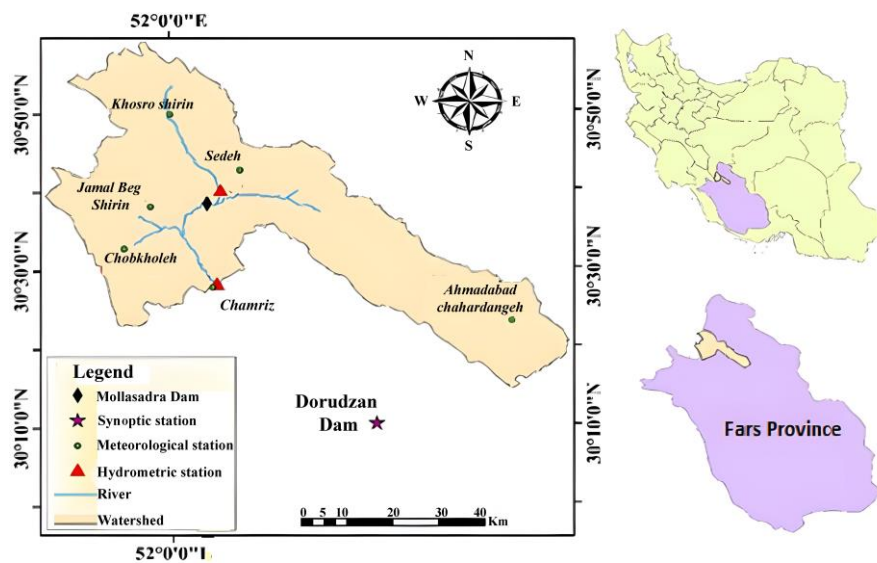 52°0'0"E
N
W
E
S
30°50'0"N
30°50'0"N
Khosro shirin
Sedeh
Jamal Beg
Shirin
Chobkholeh
30°30'0"N
30°30'0"N
Chamriz
Ahmadabad
chahardangeh
Legend
Mollasadra Dam
Synoptic station
Meteorological station
Hydrometric station
River
Watershed
Dorudzan
Dam
30°10'0"N
30°10'0"N
0 5 10 20 30 40
Km
52°0'0"E
Fars Province